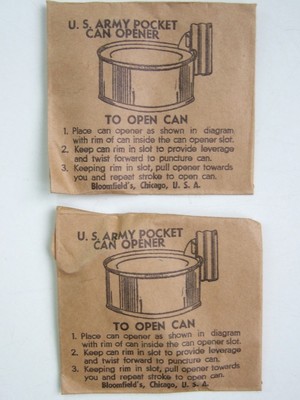 U. S. ARMY POCKET
CAN OPENER
TO OPEN CAN
1. Place can opener as shown in diagram
with rim of can inside the can opener slot.
2. Keep can rim in slot to provide leverage
and twist forward to puncture can.
3. Keeping rim in slot, pull opener towards
you and repeat stroke to open can.
Bloomfield's, Chicago, U. S. A.
U. S. ARMY POCKET
CAN OPENER
TO OPEN CAN
1. Place can opener as shown in diagram
with rim of can inside the can opener slot.
2. Keep can rim in slot to provide leverage
and twist forward to puncture can.
3. Keeping rim in slot, pull opener towards
you and repeat stroke to open can.
Bloomfield's, Chicago, U. S. A.